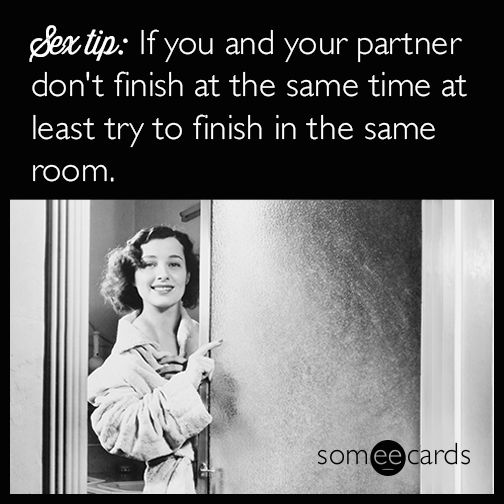 Sex tip: If you and your partner
don't finish at the same time at
least try to finish in the same
room.
someecards